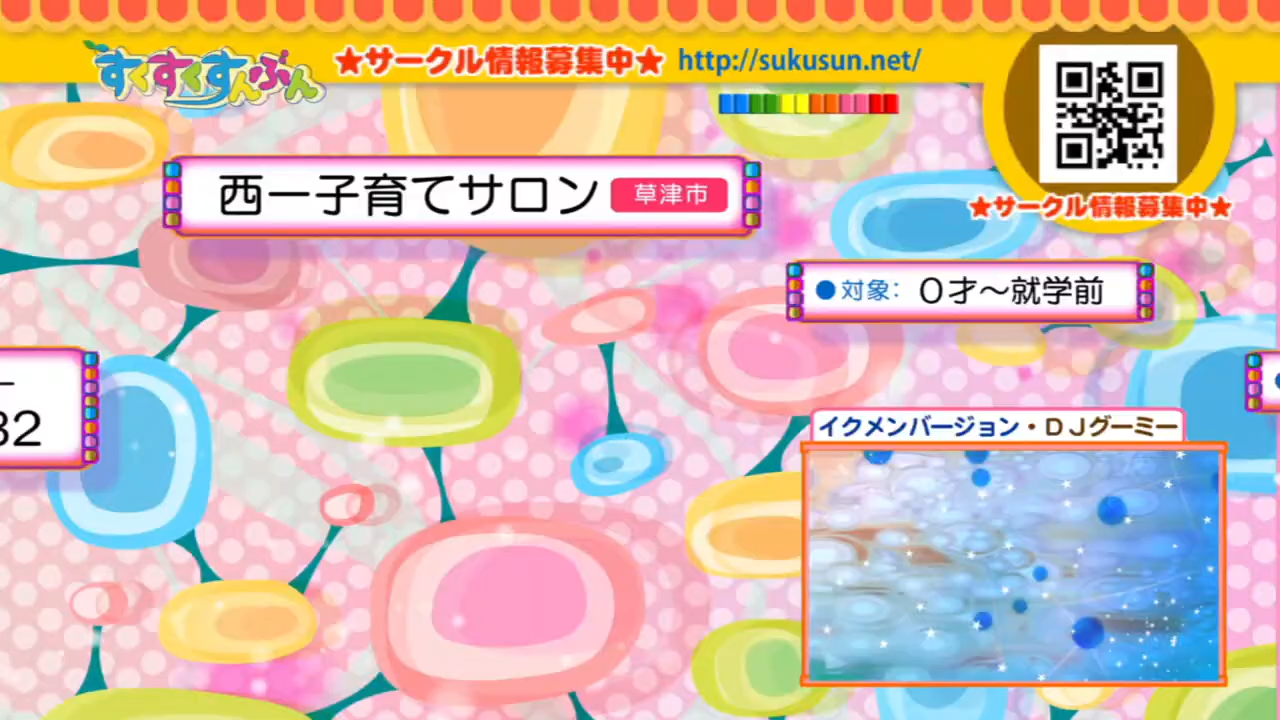 すくすくすんぷん
★サークル情報募集中★ http://sukusun.net/
★サークル情報募集中★
西一子育てサロン 草津市
●対象: 0才〜就学前
32
イクメンバージョン・DJグーミー